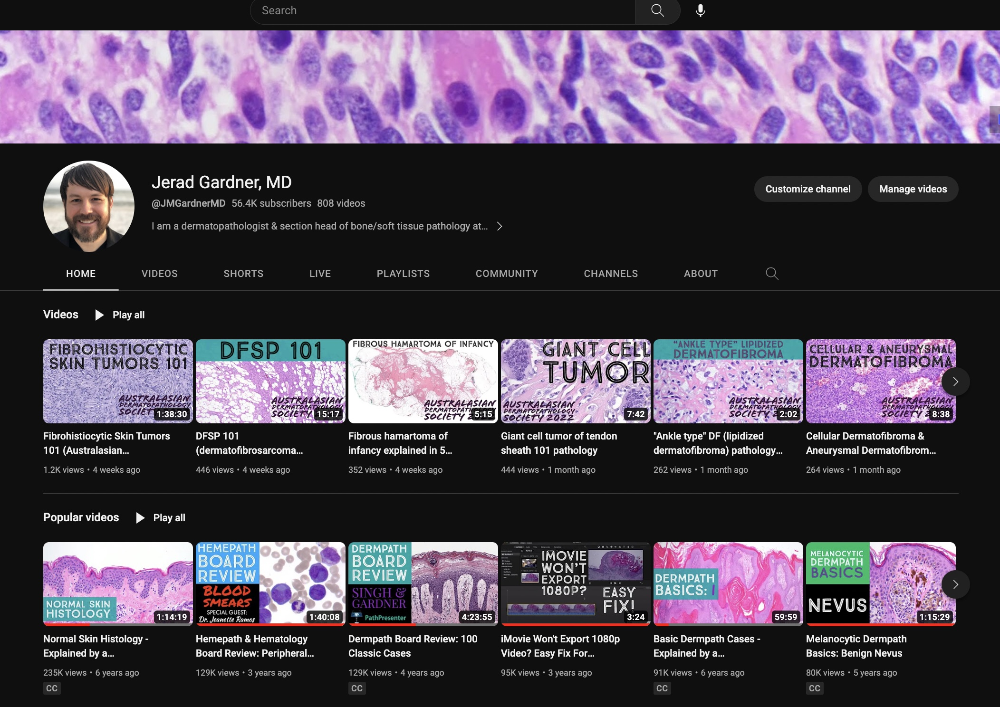 Search
Jerad Gardner, MD
@JMGardnerMD 56.4K subscribers 808 videos
I am a dermatopathologist & section head of bone/soft tissue pathology at...
Customize channel
Manage videos
HOME VIDEOS SHORTS LIVE PLAYLISTS COMMUNITY CHANNELS ABOUT
Videos Play all
FIBROHISTIOCYTIC
SKIN TUMORS 101
AUSTRALASIAN
DERMATOPATHOLOGY
SOCIETY
1:38:30
Fibrohistiocytic Skin Tumors
101 (Australasian...
1.2K views • 4 weeks ago
DFSP 101
AUSTRALASIAN
DERMATOPATHOLOGY
SOCIETY
15:17
DFSP 101
(dermatofibrosarcoma...
446 views • 4 weeks ago
FIBROUS HAMARTOMA OF INFANCY
AUSTRALASIAN
DERMATOPATHOLOGY
SOCIETY
5:15
Fibrous hamartoma of
infancy explained in 5...
352 views • 4 weeks ago
GIANT CELL
TUMOR
AUSTRALASIAN
DERMATOPATHOLOGY
SOCIETY 2022
7:42
Giant cell tumor of tendon
sheath 101 pathology
444 views • 1 month ago
"ANKLE TYPE" LIPIDIZED
DERMATOFIBROMA
AUSTRALASIAN
DERMATOPATHOLOGY
SOCIETY
2:02
"Ankle type" DF (lipidized
dermatofibroma) pathology...
262 views • 1 month ago
CELLULAR & ANEURYSMAL
DERMATOFIBROMA
AUSTRALASIAN
DERMATOPATHOLOGY
SOCIETY
8:38
Cellular Dermatofibroma &
Aneurysmal Dermatofibrom...
264 views • 1 month ago
Popular videos Play all
NORMAL SKIN
HISTOLOGY
1:14:19
Normal Skin Histology -
Explained by a...
235K views • 6 years ago
CC
HEMEPATH
BOARD
REVIEW
BLOOD
SMEARS
SPECIAL GUEST:
Dr. Jeanette Ramos
1:40:08
Hemepath & Hematology
Board Review: Peripheral...
129K views • 3 years ago
DERMPATH
BOARD
REVIEW
SINGH &
GARDNER
PathPresenter
4:23:55
Dermpath Board Review: 100
Classic Cases
129K views • 4 years ago
CC
IMOVIE
WON'T
EXPORT
1080P?
EASY
FIX!
3:24
iMovie Won't Export 1080p
Video? Easy Fix For...
95K views • 3 years ago
DERMPATH
BASICS: I
59:59
Basic Dermpath Cases -
Explained by a...
91K views • 6 years ago
CC
MELANOCYTIC
DERMPATH
BASICS
NEVUS
1:15:29
Melanocytic Dermpath
Basics: Benign Nevus
80K views • 5 years ago
CC